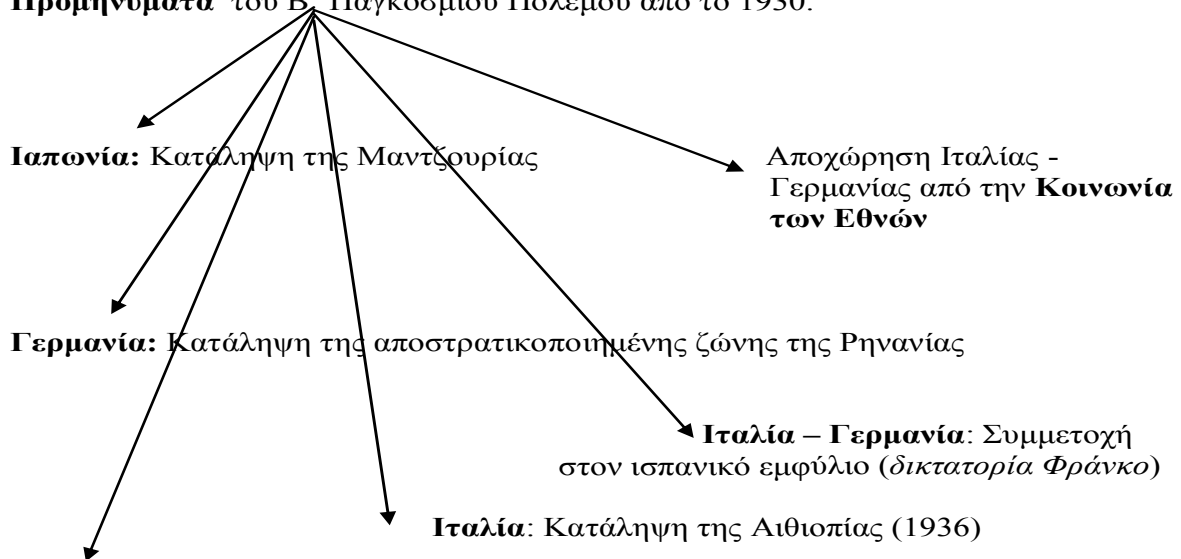 Προμηνύματα του Β΄ Παγκοσμίου Πολέμου από το 1930.
Ιαπωνία: Κατάληψη της Μαντζουρίας
Αποχώρηση Ιταλίας -
Γερμανίας από την Κοινωνία
των Εθνών
Γερμανία: Κατάληψη της αποστρατικοποιημένης ζώνης της Ρηνανίας
Ιταλία – Γερμανία: Συμμετοχή
στον ισπανικό εμφύλιο (δικτατορία Φράνκο)
Ιταλία: Κατάληψη της Αιθιοπίας (1936)